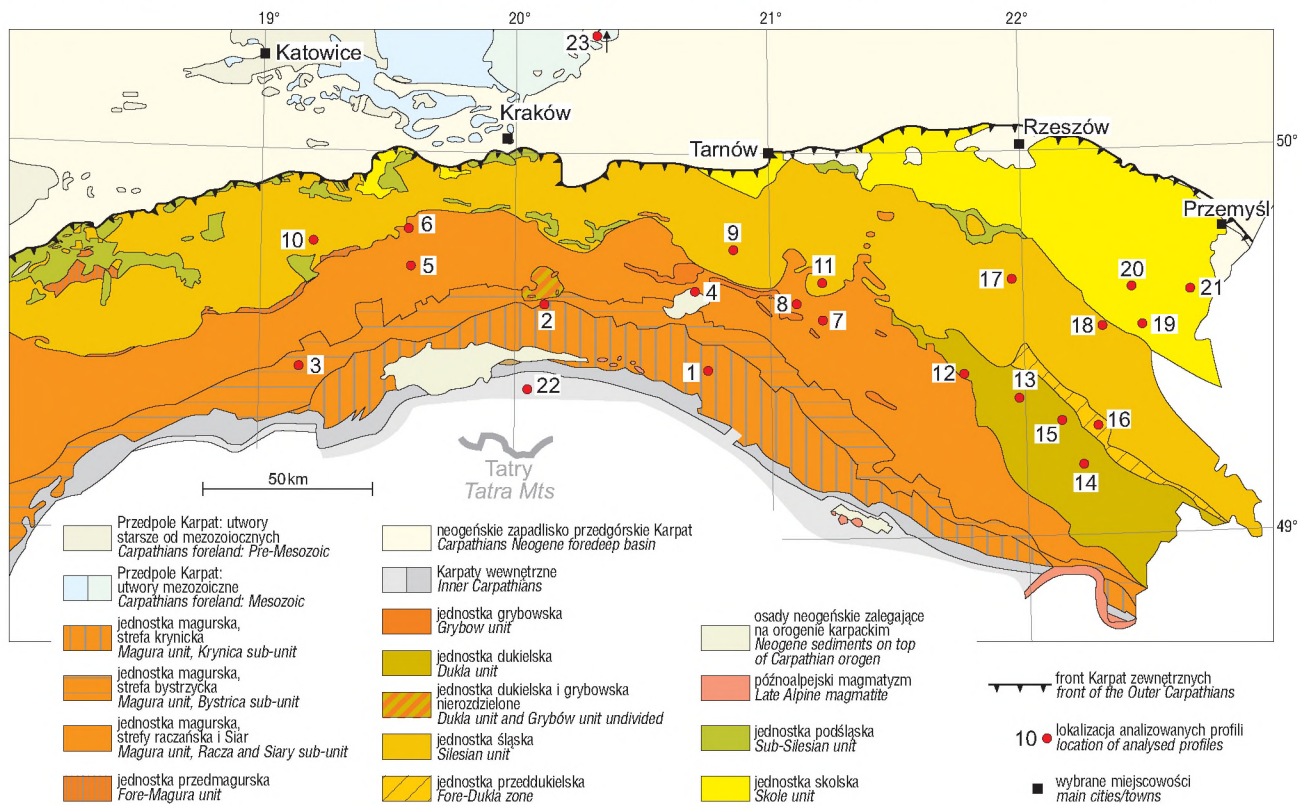 19°
20°
21°
22°
23
Katowice
Kraków
Tarnów
Rzeszów
50°
Przemyśl
6
10
5
9
11
17
20
21
4
8
7
18
19
2
3
1
12
13
22
15
16
14
Tatry
Tatra Mts
50 km
49°
Przedpole Karpat: utwory
starsze od mezozoicznych
Carpathians foreland: Pre-Mesozoic
Przedpole Karpat:
utwory mezozoiczne
Carpathians foreland: Mesozoic
jednostka magurska,
strefa krynicka
Magura unit, Krynica sub-unit
jednostka magurska,
strefa bystrzycka
Magura unit, Bystrica sub-unit
jednostka magurska,
strefy raczańska i Siar
Magura unit, Racza and Siary sub-unit
jednostka przedmagurska
Fore-Magura unit
neogeńskie zapadlisko przedgórskie Karpat
Carpathians Neogene foredeep basin
Karpaty wewnętrzne
Inner Carpathians
jednostka grybowska
Grybow unit
jednostka dukielska
Dukla unit
jednostka dukielska i grybowska
nierozdzielone
Dukla unit and Grybów unit undivided
jednostka śląska
Silesian unit
jednostka przeddukielska
Fore-Dukla zone
osady neogeńskie zalegające
na orogenie karpackim
Neogene sediments on top
of Carpathian orogen
późnoalpejski magmatyzm
Late Alpine magmatite
jednostka podśląska
Sub-Silesian unit
jednostka skolska
Skole unit
front Karpat zewnętrznych
front of the Outer Carpathians
10 lokalizacja analizowanych profili
location of analysed profiles
wybrane miejscowości
main cities/towns